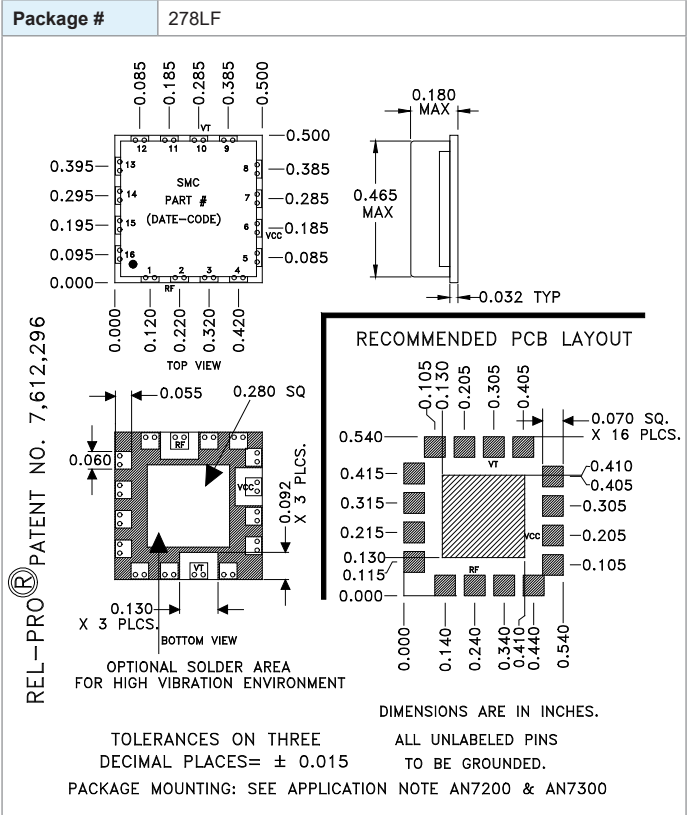 Package # 278LF
0.085 0.185 0.285 0.385 0.500
VT
12 11 10 9
0.500
0.395 13 8 0.385
0.295 14 7 0.285
0.195 15 6 0.185
VCC
0.095 16 5 0.085
0.000
SMC
PART #
(DATE-CODE)
1 2 3 4
RF
0.000 0.120 0.220 0.320 0.420
TOP VIEW
0.180
MAX
0.465
MAX
0.032 TYP
REL-PRO® PATENT NO. 7,612,296
0.055
0.280 SQ
RF
0.060
VCC
0.092
X 3 PLCS.
VT
0.130
X 3 PLCS.
BOTTOM VIEW
OPTIONAL SOLDER AREA
FOR HIGH VIBRATION ENVIRONMENT
RECOMMENDED PCB LAYOUT
0.105 0.130 0.205 0.305 0.405
0.070 SQ.
X 16 PLCS.
0.540
VT
0.415
0.315
0.215
0.130
0.115
0.000
0.410
0.405
0.305
VCC
0.205
0.105
RF
0.000 0.140 0.240 0.340 0.410 0.440 0.540
DIMENSIONS ARE IN INCHES.
TOLERANCES ON THREE
DECIMAL PLACES= ± 0.015
ALL UNLABELED PINS
TO BE GROUNDED.
PACKAGE MOUNTING: SEE APPLICATION NOTE AN7200 & AN7300